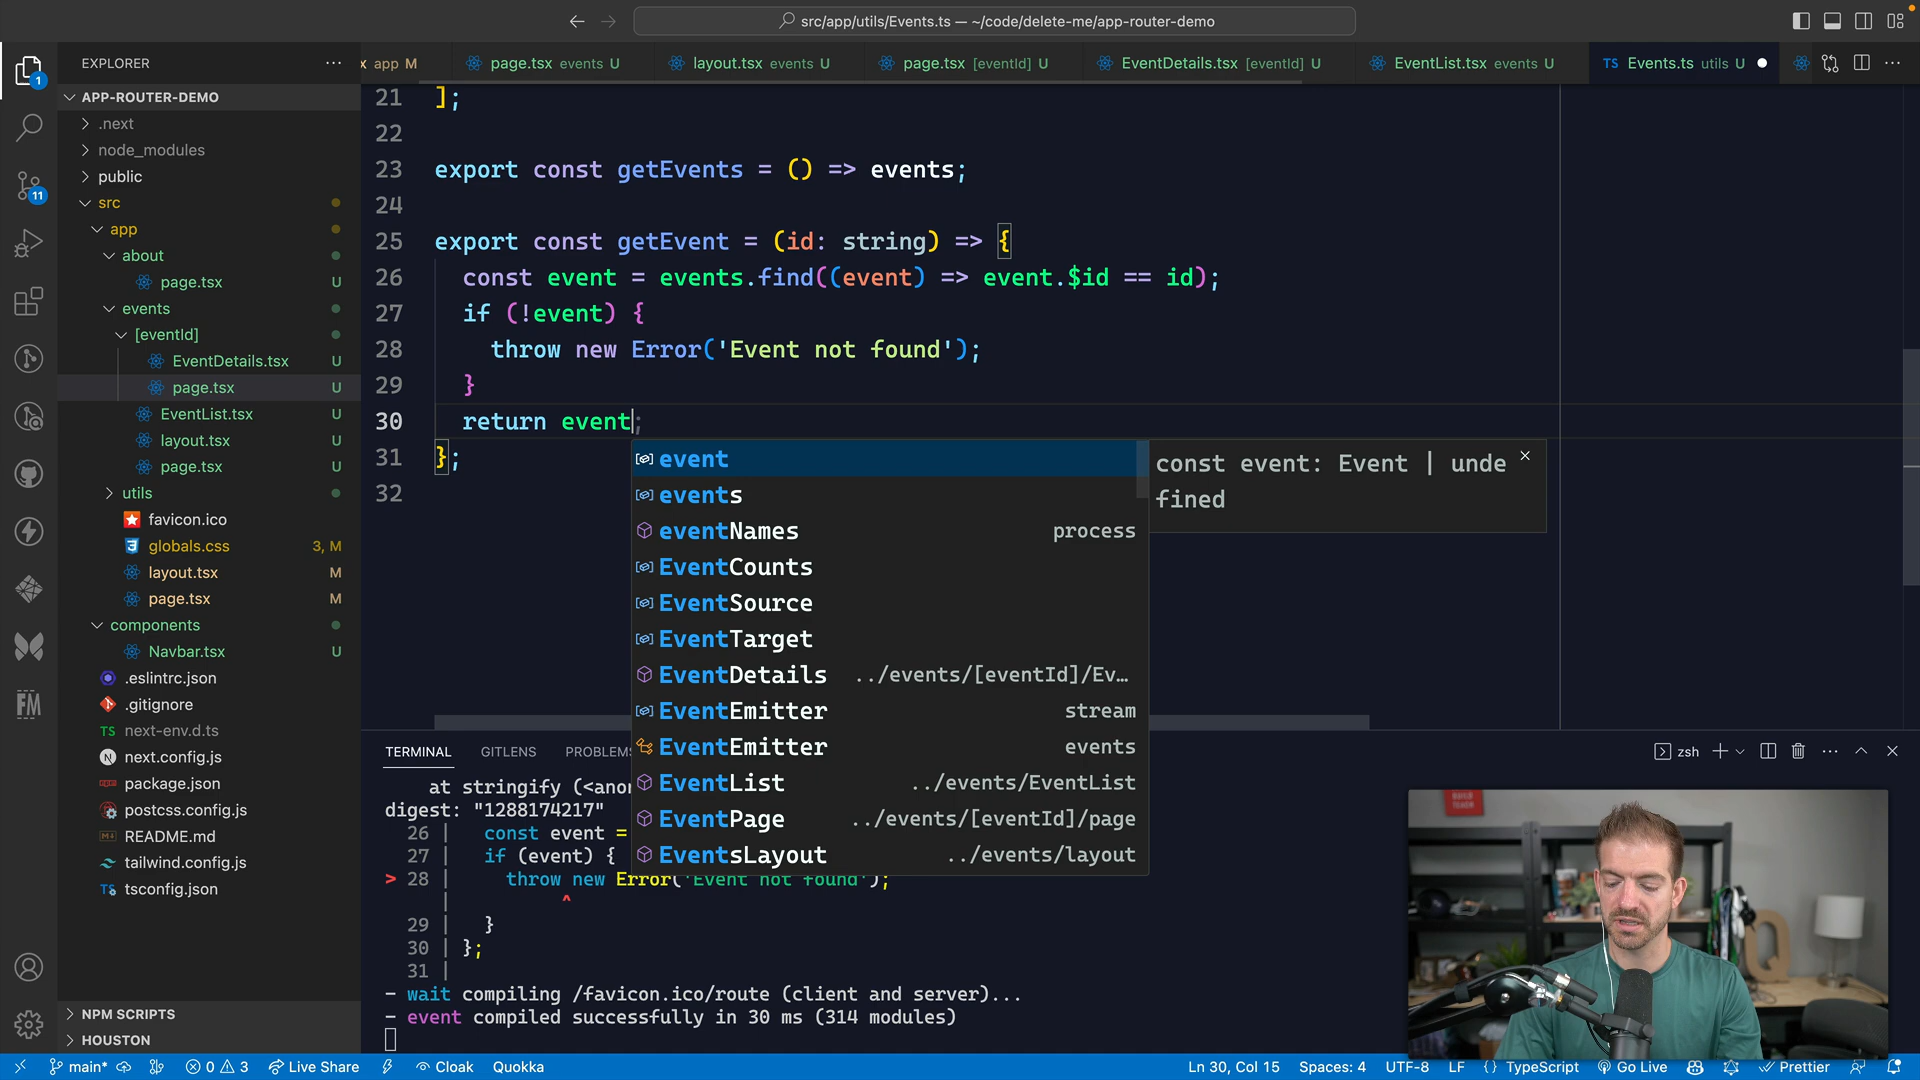 src/app/utils/Events.ts — ~/code/delete-me/app-router-demo
EXPLORER
app M
page.tsx events U
layout.tsx events U
page.tsx [eventId] U
EventDetails.tsx [eventId] U
EventList.tsx events U
TS Events.ts utils U
APP-ROUTER-DEMO
.next
node_modules
public
src
app
about
page.tsx U
events
[eventId]
EventDetails.tsx U
page.tsx U
EventList.tsx U
layout.tsx U
page.tsx U
utils
favicon.ico
globals.css 3, M
layout.tsx M
page.tsx M
components
Navbar.tsx U
.eslintrc.json
.gitignore
TS next-env.d.ts
next.config.js
package.json
postcss.config.js
README.md
tailwind.config.js
tsconfig.json
NPM SCRIPTS
HOUSTON
1
11
FM
21 ];
22
23 export const getEvents = () => events;
24
25 export const getEvent = (id: string) => {
26 const event = events.find((event) => event.$id == id);
27 if (!event) {
28 throw new Error('Event not found');
29 }
30 return event;
31 };
32
event
events
eventNames process
EventCounts
EventSource
EventTarget
EventDetails ../events/[eventId]/Ev…
EventEmitter stream
EventEmitter events
EventList ../events/EventList
EventPage ../events/[eventId]/page
EventsLayout ../events/layout
const event: Event | unde
fined
TERMINAL GITLENS PROBLEMS
zsh
at stringify (<anon
digest: "1288174217"
26 | const event =
27 | if (event) {
> 28 | throw new Error('Event not found');
| ^
29 | }
30 | };
31 |
- wait compiling /favicon.ico/route (client and server)...
- event compiled successfully in 30 ms (314 modules)
main* 0 3 Live Share Cloak Quokka
Ln 30, Col 15 Spaces: 4 UTF-8 LF {} TypeScript Go Live Prettier